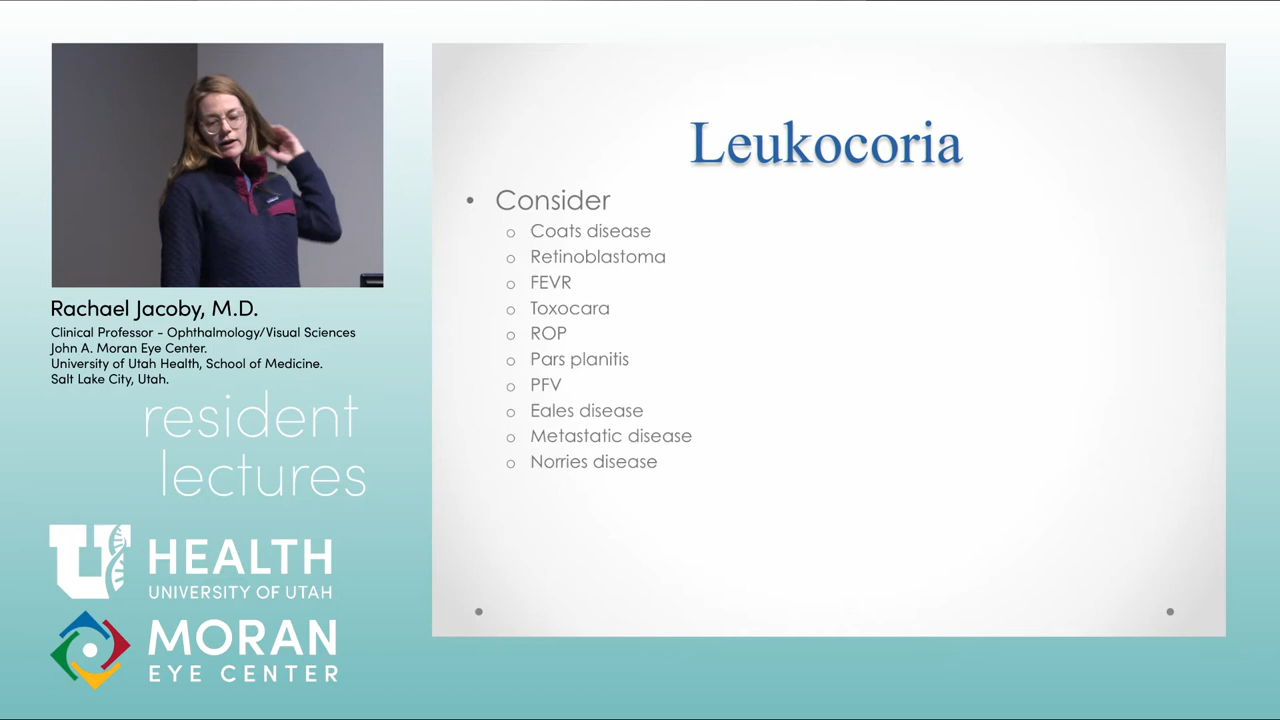 Rachael Jacoby, M.D.
Clinical Professor - Ophthalmology/Visual Sciences
John A. Moran Eye Center.
University of Utah Health, School of Medicine.
Salt Lake City, Utah.
resident
lectures
U HEALTH
UNIVERSITY OF UTAH
MORAN
EYE CENTER
Leukocoria
• Consider
o Coats disease
o Retinoblastoma
o FEVR
o Toxocara
o ROP
o Pars planitis
o PFV
o Eales disease
o Metastatic disease
o Norries disease